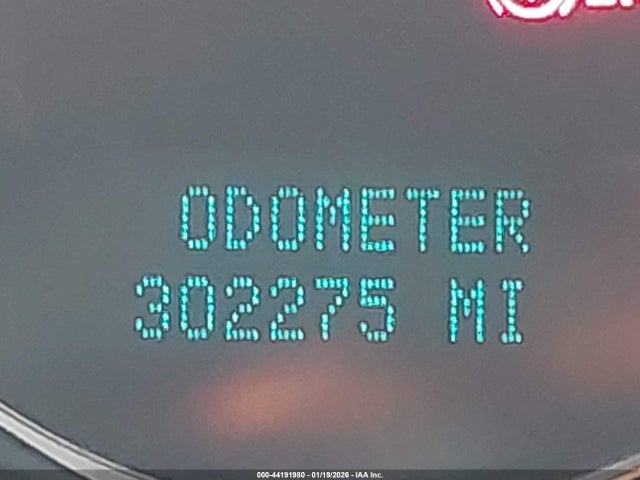 ODOMETER
302275 MI
000-44191980 - 01/19/2026 - IAA Inc.